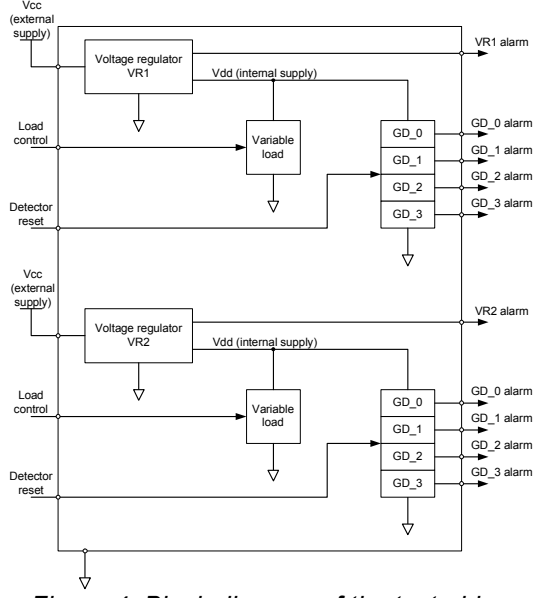 Vcc
(external
supply)
Voltage regulator
VR1
VR1 alarm
Vdd (internal supply)
Load
control
Variable
load
GD_0
GD_1
GD_2
GD_3
GD_0 alarm
GD_1 alarm
GD_2 alarm
GD_3 alarm
Detector
reset
Vcc
(external
supply)
Voltage regulator
VR2
VR2 alarm
Vdd (internal supply)
Load
control
Variable
load
GD_0
GD_1
GD_2
GD_3
GD_0 alarm
GD_1 alarm
GD_2 alarm
GD_3 alarm
Detector
reset